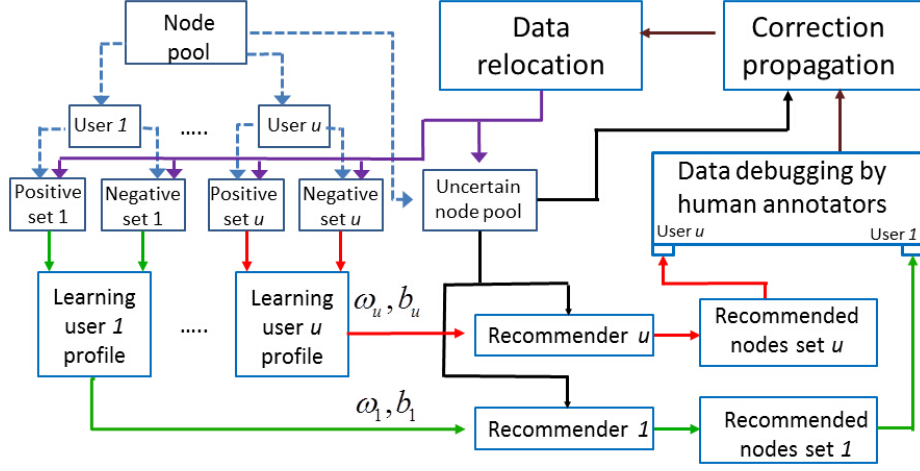 Node
pool
Data
relocation
Correction
propagation
User 1
.....
User u
Positive
set 1
Negative
set 1
Positive
set u
Negative
set u
Uncertain
node pool
Data debugging by
human annotators
User u
User 1
Learning
user 1
profile
.....
Learning
user u
profile
ω_u, b_u
Recommender u
Recommended
nodes set u
ω_1, b_1
Recommender 1
Recommended
nodes set 1